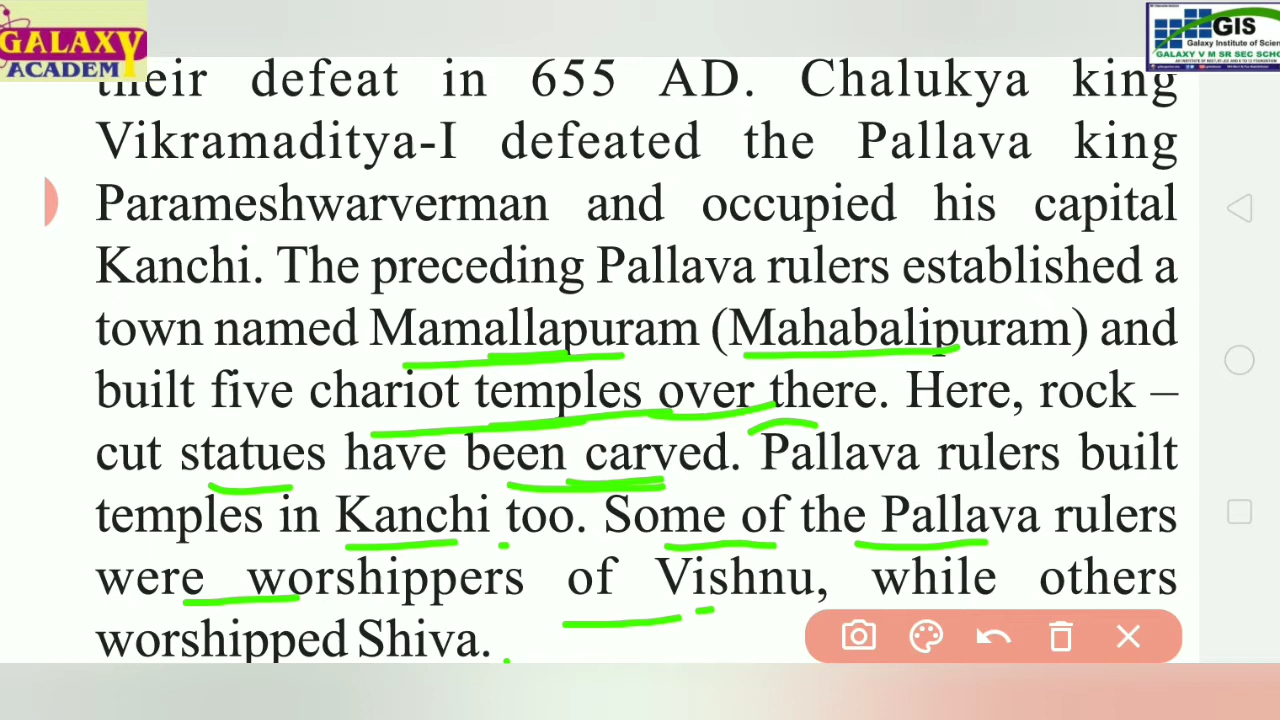 GALAXY
ACADEM
GIS
Galaxy Institute of Scien
GALAXY V M SR SEC SCHO
their defeat in 655 AD. Chalukya king
Vikramaditya-I defeated the Pallava king
Parameshwarverman and occupied his capital
Kanchi. The preceding Pallava rulers established a
town named Mamallapuram (Mahabalipuram) and
built five chariot temples over there. Here, rock –
cut statues have been carved. Pallava rulers built
temples in Kanchi too. Some of the Pallava rulers
were worshippers of Vishnu, while others
worshipped Shiva.